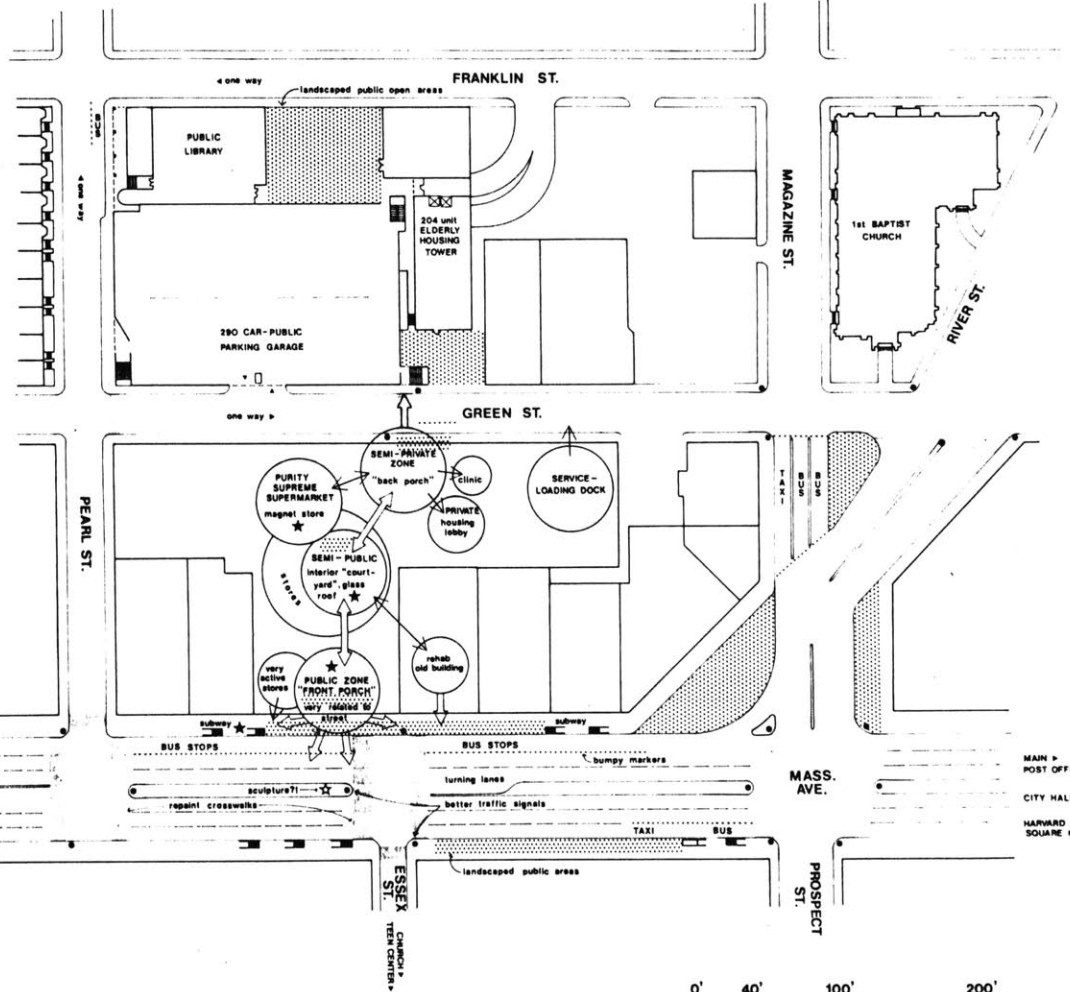 FRANKLIN ST.
◂ one way
landscaped public open areas
BUS
PUBLIC
LIBRARY
◂ one way
MAGAZINE ST.
204 unit
ELDERLY
HOUSING
TOWER
1st BAPTIST
CHURCH
RIVER ST.
290 CAR-PUBLIC
PARKING GARAGE
one way ▸
GREEN ST.
SEMI-PRIVATE
ZONE
"back porch"
PURITY
SUPREME
SUPERMARKET
magnet store
★
clinic
PRIVATE
housing
lobby
SERVICE-
LOADING DOCK
TAXI
BUS
BUS
PEARL ST.
SEMI-PUBLIC
interior "court-
yard", glass
roof ★
stores
very
active
stores
★
PUBLIC ZONE
"FRONT PORCH"
very related to
street
rehab
old building
subway ★
subway
BUS STOPS
BUS STOPS
bumpy markers
sculpture?! ☆
turning lanes
repaint crosswalks
better traffic signals
MASS.
AVE.
MAIN ▸
POST OFF
CITY HAL
HARVARD
SQUARE
TAXI
BUS
landscaped public areas
ESSEX
ST.
PROSPECT
ST.
CHURCH ▸
TEEN CENTER ▸
0' 40' 100' 200'